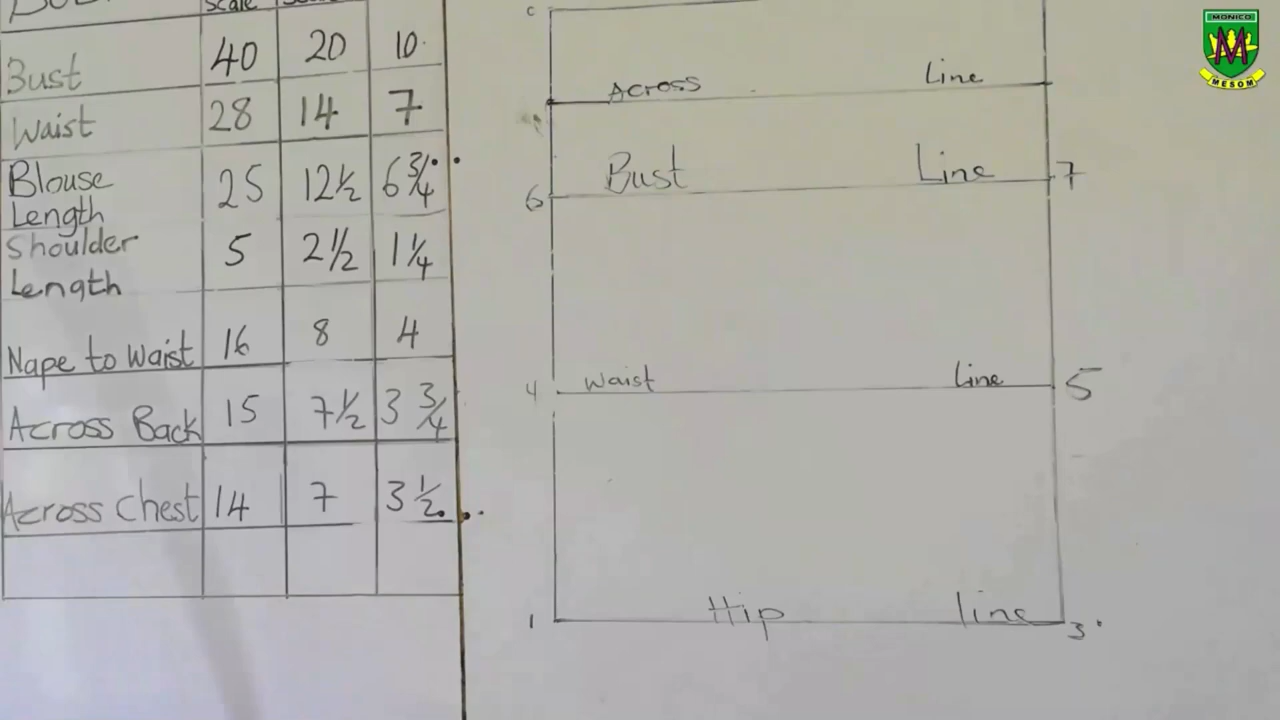 Scale
Bust 40 20 10
Waist 28 14 7
Blouse Length 25 12½ 6¾
Shoulder Length 5 2½ 1¼
Nape to Waist 16 8 4
Across Back 15 7½ 3¾
Across Chest 14 7 3½
c
Across Line
Bust Line
6 7
Waist Line
4 5
Hip line
1 3
MONICO
M
MESOM